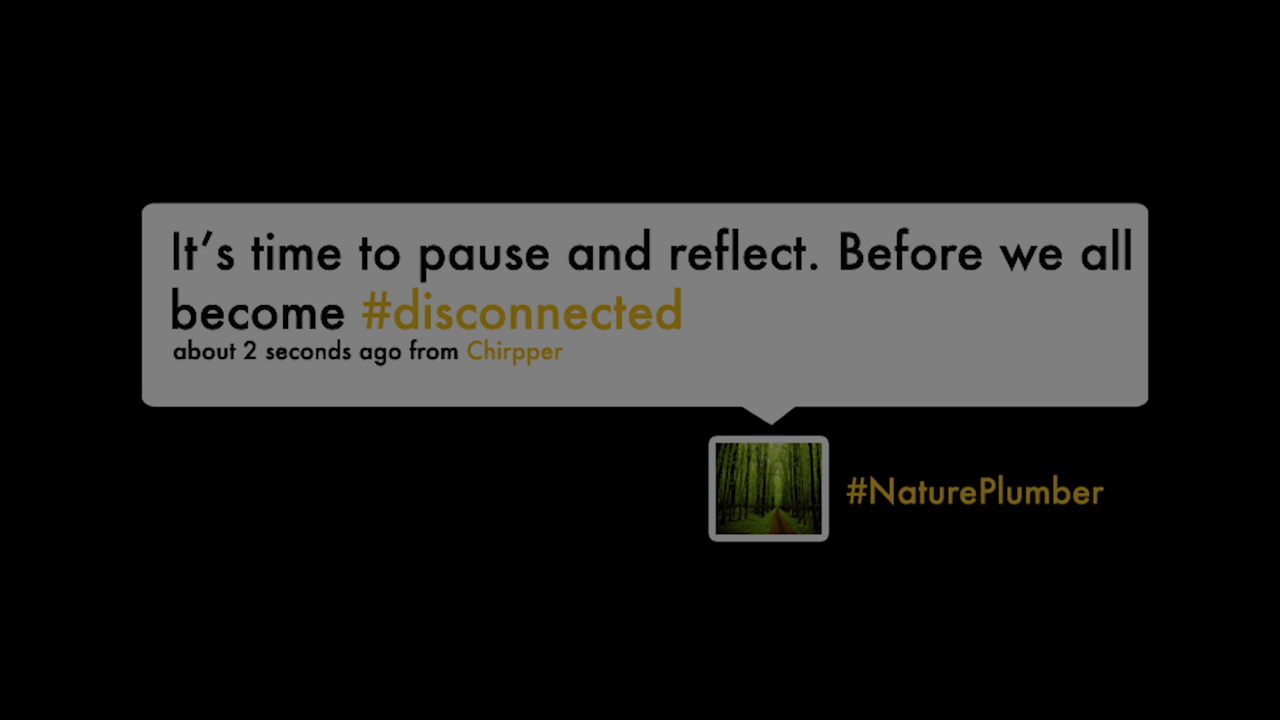 It's time to pause and reflect. Before we all
become #disconnected
about 2 seconds ago from Chirpper
#NaturePlumber